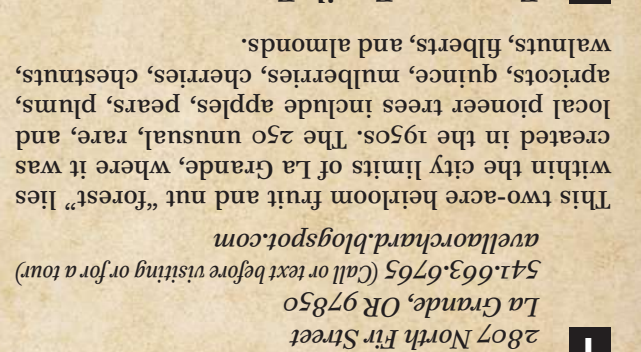 2807 North Fir Street
La Grande, OR 97850
541.663.6765 (Call or text before visiting or for a tour)
avellaorchard.blogspot.com
This two-acre heirloom fruit and nut “forest” lies
within the city limits of La Grande, where it was
created in the 1950s. The 250 unusual, rare, and
local pioneer trees include apples, pears, plums,
apricots, quince, mulberries, cherries, chestnuts,
walnuts, filberts, and almonds.